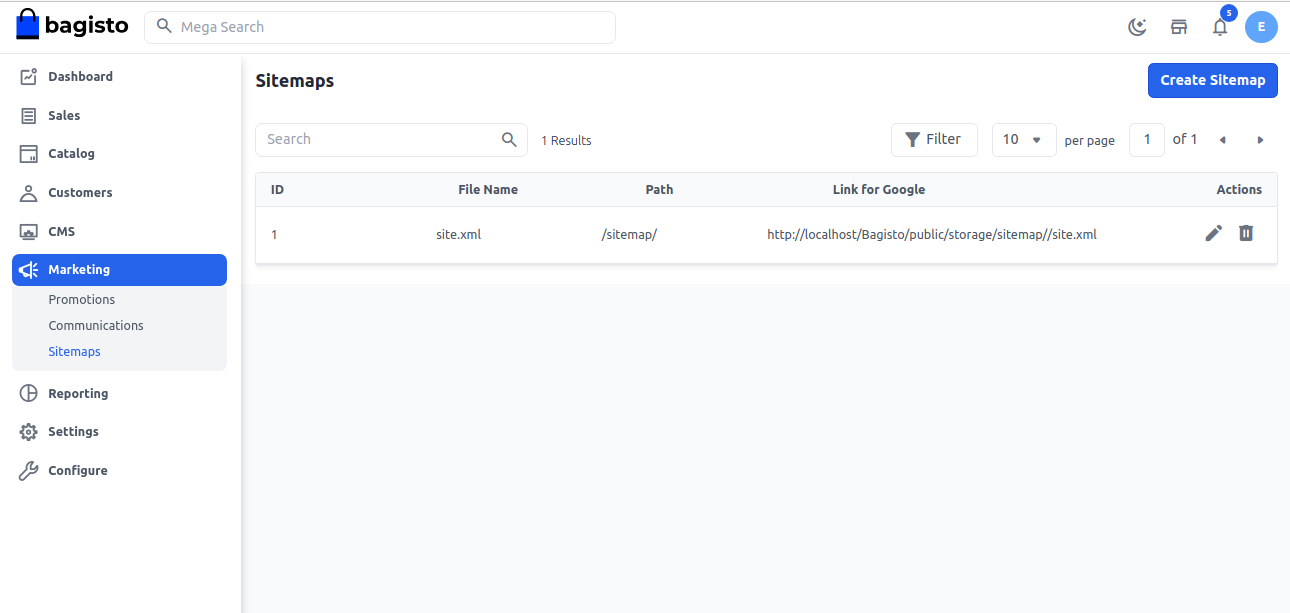 bagisto
Mega Search
5
E
Dashboard
Sales
Catalog
Customers
CMS
Marketing
Promotions
Communications
Sitemaps
Reporting
Settings
Configure
Sitemaps
Create Sitemap
Search
1 Results
Filter
10
per page
1
of 1
ID File Name Path Link for Google Actions
1 site.xml /sitemap/ http://localhost/Bagisto/public/storage/sitemap//site.xml